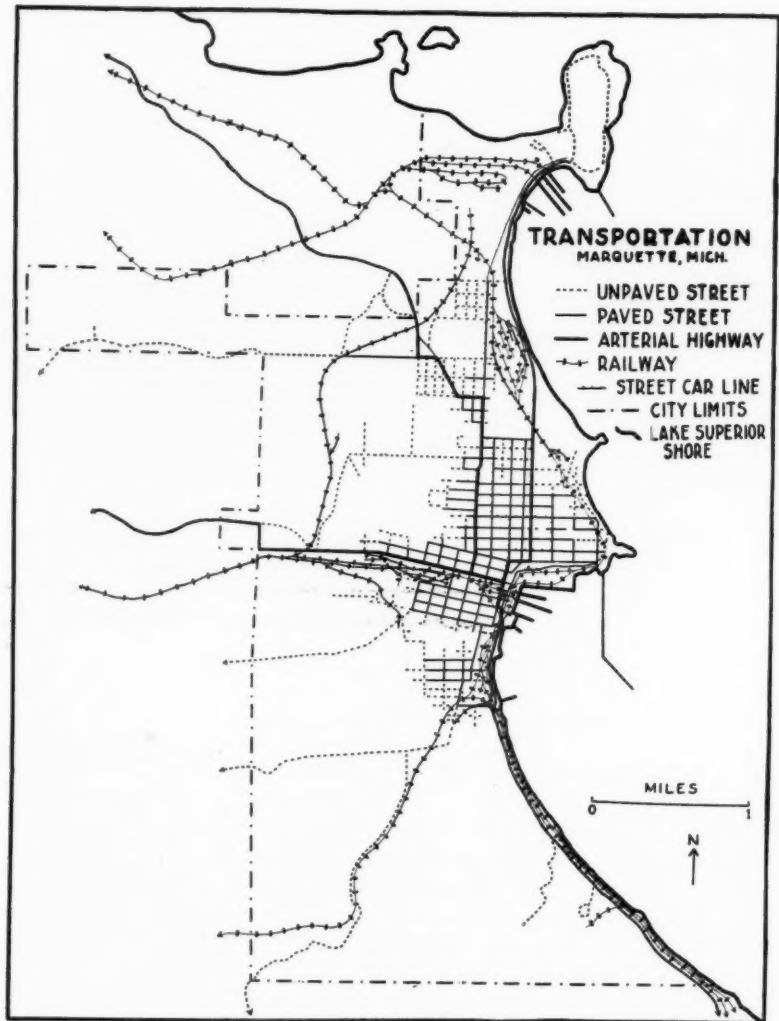 TRANSPORTATION
MARQUETTE, MICH.
UNPAVED STREET
PAVED STREET
ARTERIAL HIGHWAY
RAILWAY
STREET CAR LINE
CITY LIMITS
LAKE SUPERIOR
SHORE
MILES
0 1
N